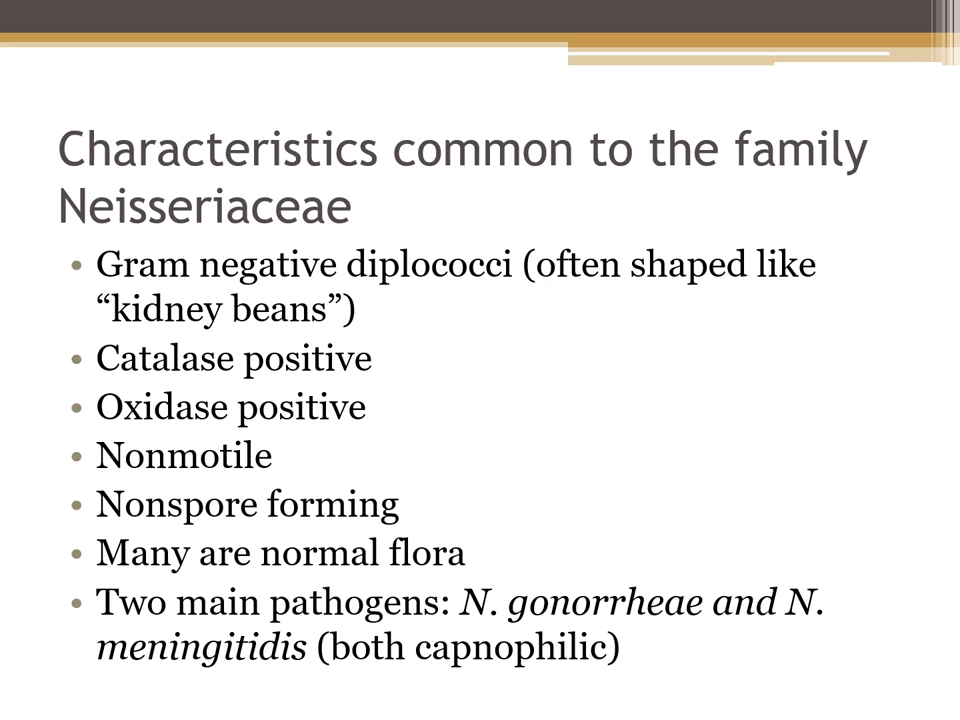 Characteristics common to the family
Neisseriaceae
• Gram negative diplococci (often shaped like
“kidney beans”)
• Catalase positive
• Oxidase positive
• Nonmotile
• Nonspore forming
• Many are normal flora
• Two main pathogens: N. gonorrheae and N.
meningitidis (both capnophilic)